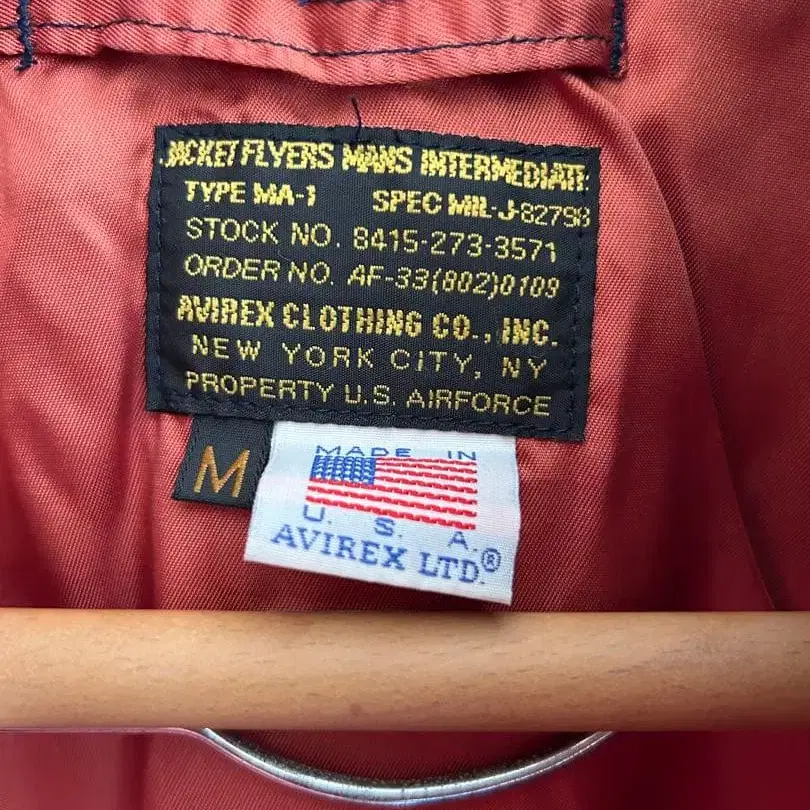 JACKET FLYERS MANS INTERMEDIATE
TYPE MA-1 SPEC MIL-J-8279B
STOCK NO. 8415-273-3571
ORDER NO. AF-33(802)0109
AVIREX CLOTHING CO., INC.
NEW YORK CITY, NY
PROPERTY U.S. AIRFORCE
M
MADE IN
U. S. A.
AVIREX LTD.®